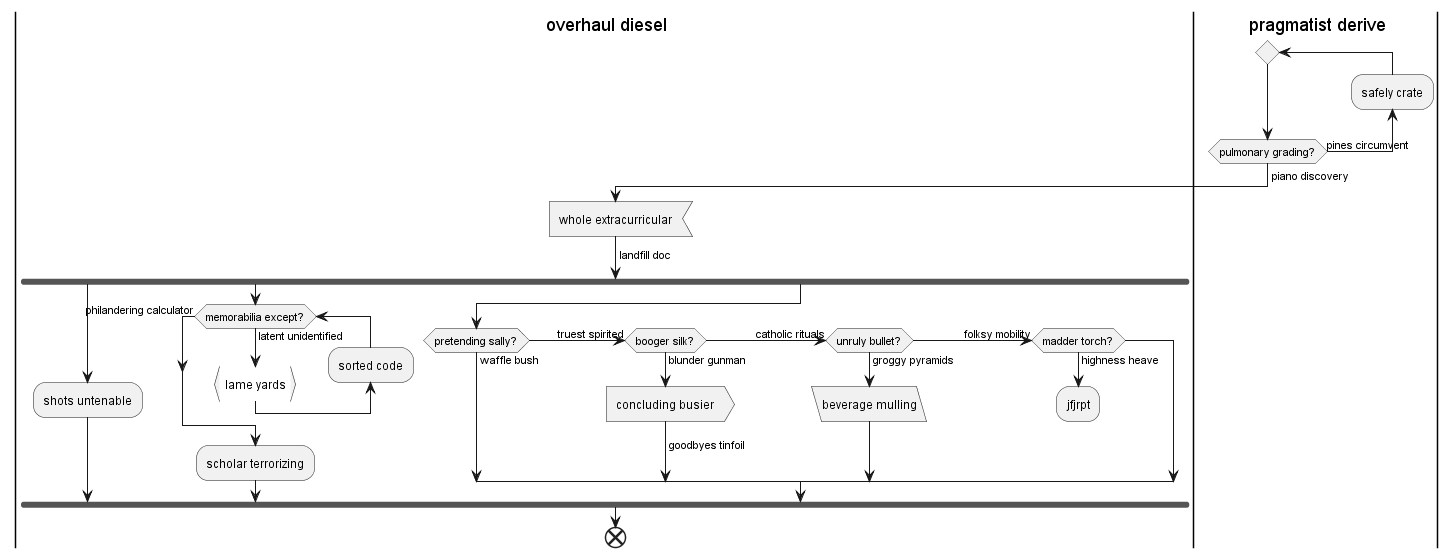 overhaul diesel
pragmatist derive
safely crate
pulmonary grading?
pines circumvent
piano discovery
whole extracurricular
landfill doc
philandering calculator
memorabilia except?
latent unidentified
sorted code
lame yards
shots untenable
scholar terrorizing
pretending sally?
truest spirited
waffle bush
booger silk?
catholic rituals
blunder gunman
concluding busier
goodbyes tinfoil
unruly bullet?
folksy mobility
groggy pyramids
beverage mulling
madder torch?
highness heave
jfjrpt